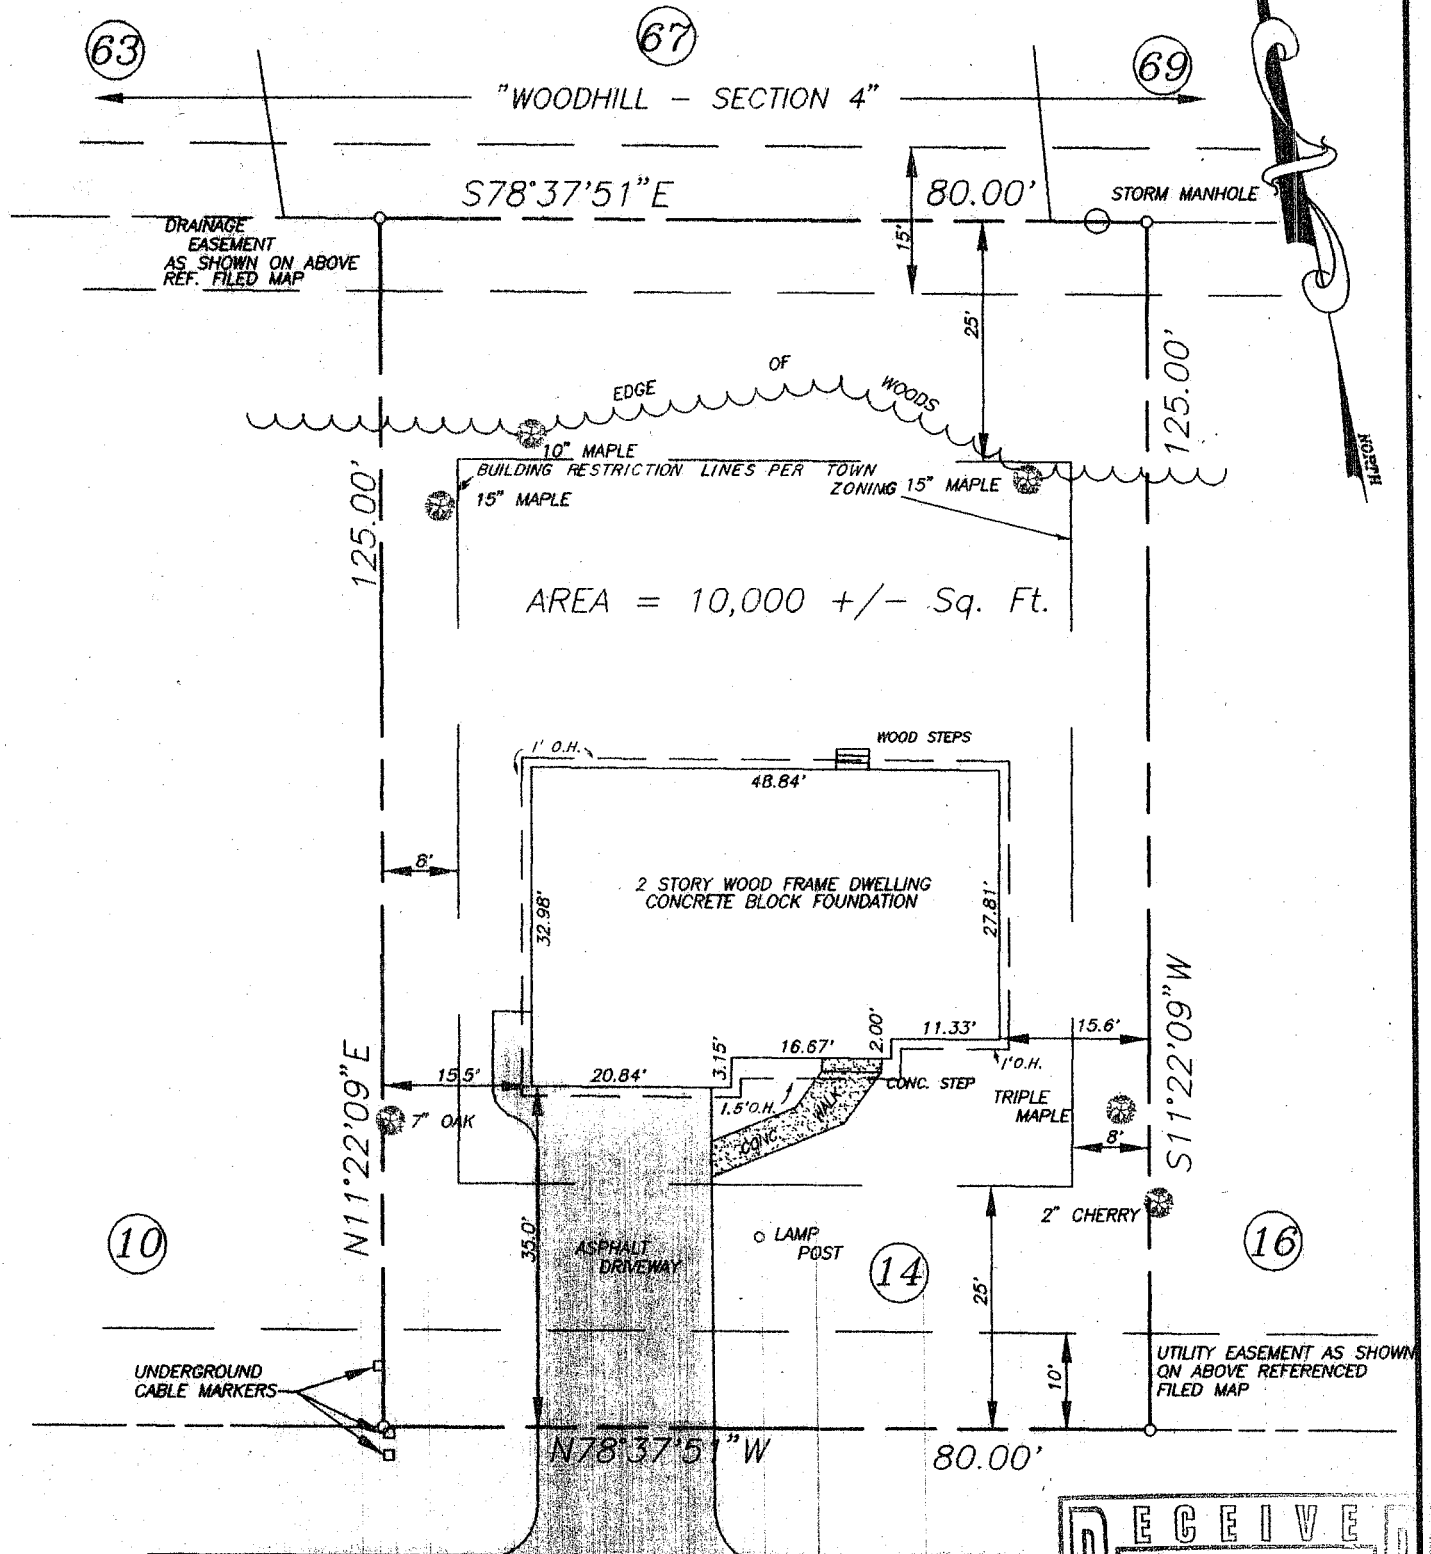 63
67
69
"WOODHILL - SECTION 4"
S78°37'51"E
80.00'
STORM MANHOLE
DRAINAGE
EASEMENT
AS SHOWN ON ABOVE
REF. FILED MAP
15'
25'
NORTH
EDGE OF WOODS
125.00'
10" MAPLE
BUILDING RESTRICTION LINES PER TOWN
ZONING
15" MAPLE
15" MAPLE
125.00'
AREA = 10,000 +/- Sq. Ft.
1' O.H.
WOOD STEPS
48.84'
8'
2 STORY WOOD FRAME DWELLING
CONCRETE BLOCK FOUNDATION
32.98'
27.81'
N11°22'09"E
S11°22'09"W
15.5'
20.84'
3.15'
16.67'
2.00'
11.33'
15.6'
1'O.H.
1.5'O.H.
CONC. STEP
CONC. WALK
7" OAK
TRIPLE
MAPLE
8'
2" CHERRY
10
35.0'
ASPHALT
DRIVEWAY
LAMP
POST
14
25'
16
UNDERGROUND
CABLE MARKERS
10'
UTILITY EASEMENT AS SHOWN
ON ABOVE REFERENCED
FILED MAP
N78°37'51"W
80.00'
ECEIVE